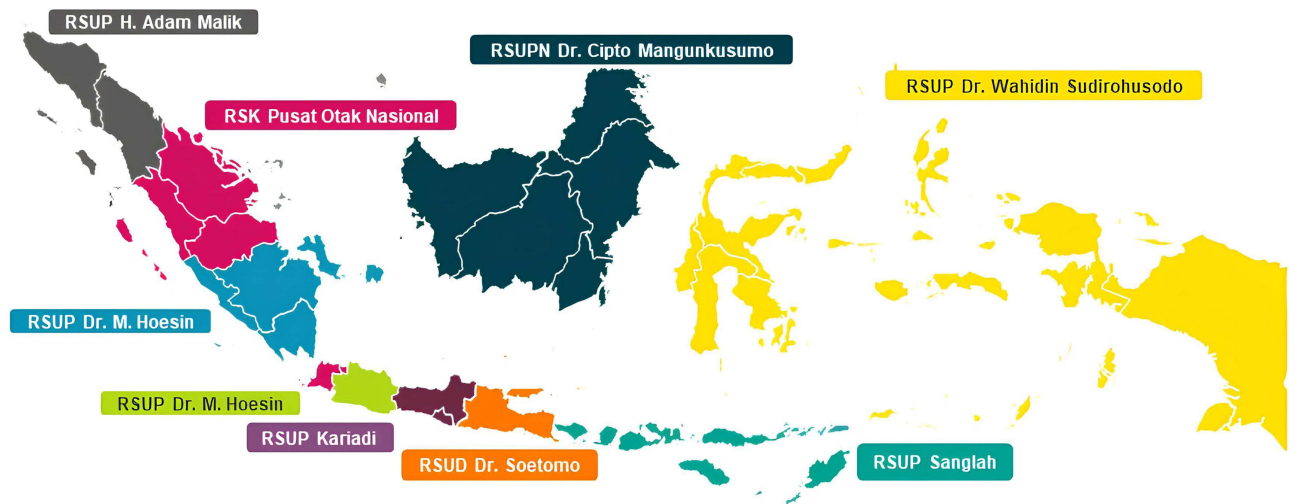 RSUP H. Adam Malik
RSUPN Dr. Cipto Mangunkusumo
RSUP Dr. Wahidin Sudirohusodo
RSK Pusat Otak Nasional
RSUP Dr. M. Hoesin
RSUP Dr. M. Hoesin
RSUP Kariadi
RSUD Dr. Soetomo
RSUP Sanglah